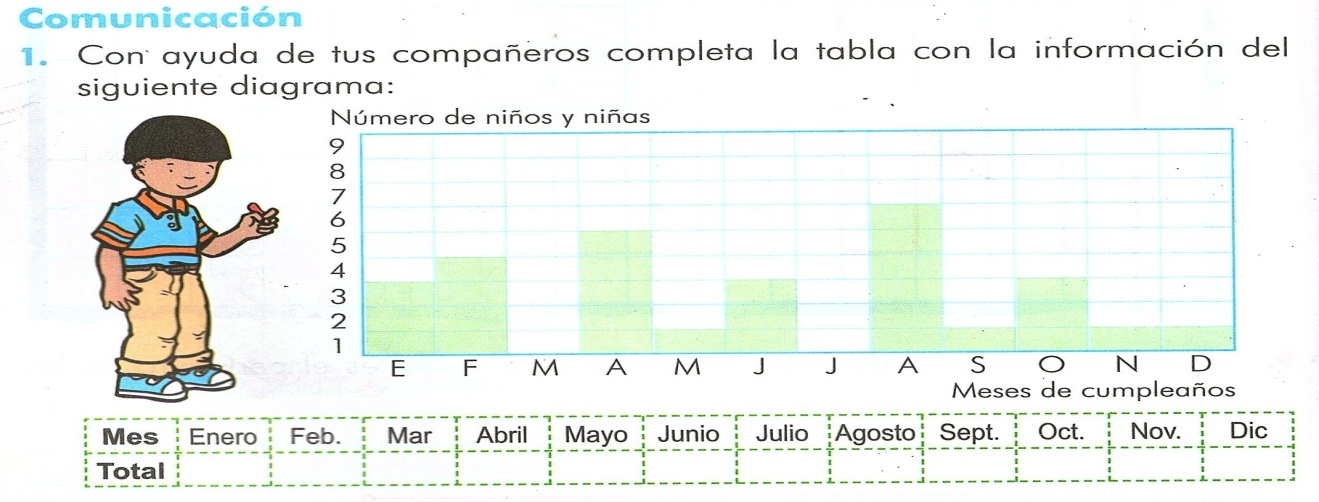 Comunicación
1. Con ayuda de tus compañeros completa la tabla con la información del
siguiente diagrama:
Número de niños y niñas
9
8
7
6
5
4
3
2
1
E F M A M J J A S O N D
Meses de cumpleaños
Mes Enero Feb. Mar Abril Mayo Junio Julio Agosto Sept. Oct. Nov. Dic
Total